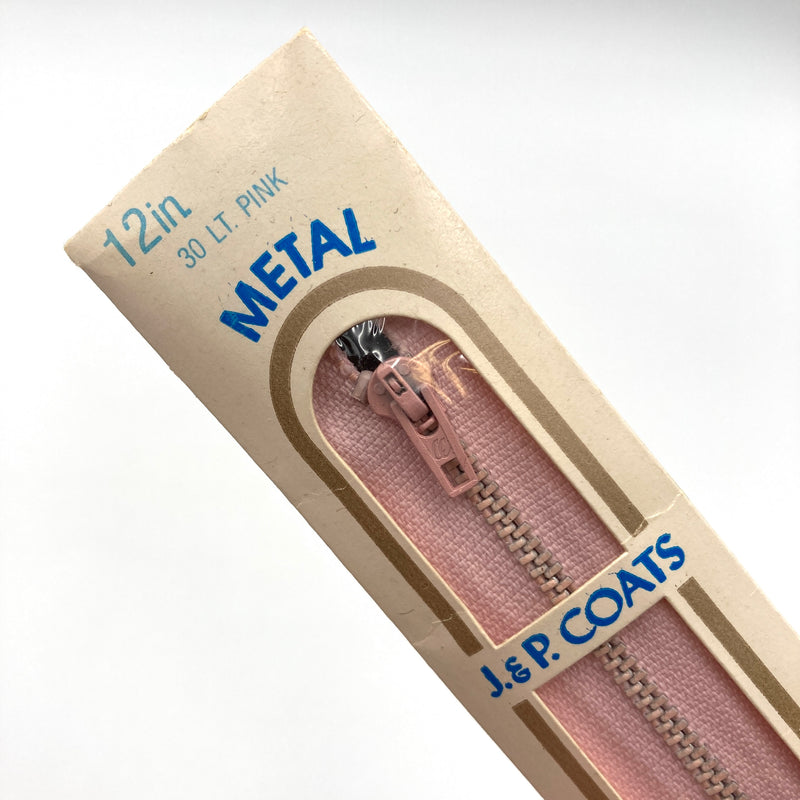 12in
30 LT. PINK
METAL
J.&P. COATS